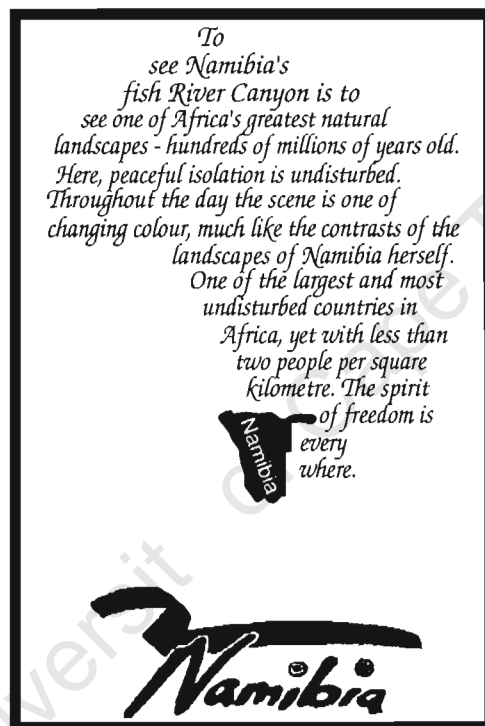 To
see Namibia's
fish River Canyon is to
see one of Africa's greatest natural
landscapes - hundreds of millions of years old.
Here, peaceful isolation is undisturbed.
Throughout the day the scene is one of
changing colour, much like the contrasts of the
landscapes of Namibia herself.
One of the largest and most
undisturbed countries in
Africa, yet with less than
two people per square
kilometre. The spirit
of freedom is
every
where.
Namibia
Namibia